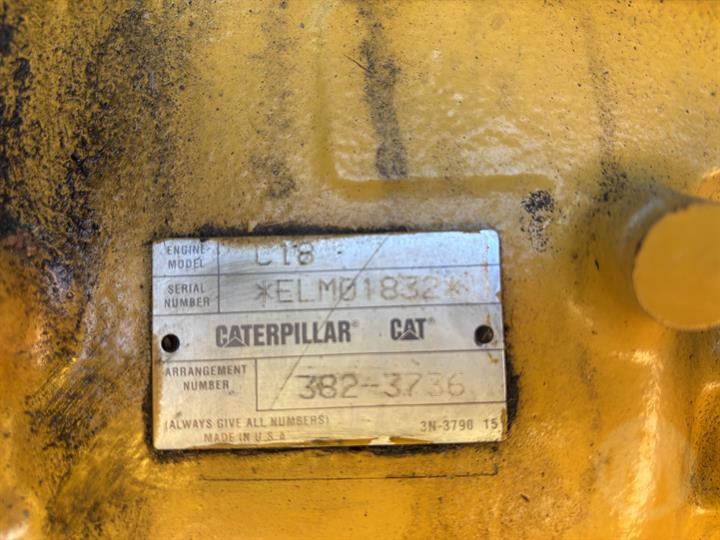 ENGINE MODEL C18
SERIAL NUMBER *ELM01832*
CATERPILLAR® CAT®
ARRANGEMENT NUMBER 382-3736
(ALWAYS GIVE ALL NUMBERS) 3N-3790 15
MADE IN U.S.A